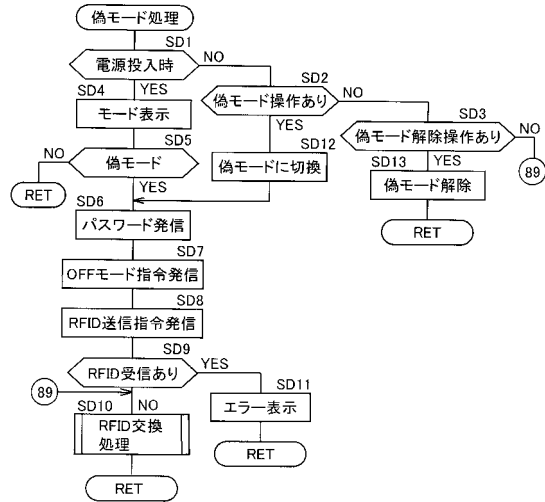 偽モード処理
SD1
電源投入時
NO
SD2
SD4
YES
偽モード操作あり
NO
SD3
モード表示
YES
偽モード解除操作あり
NO
SD5
SD12
SD13
YES
89
NO
偽モード
偽モードに切換
偽モード解除
RET
YES
SD6
RET
パスワード発信
SD7
OFFモード指令発信
SD8
RFID送信指令発信
SD9
RFID受信あり
YES
SD11
89
NO
エラー表示
SD10
RFID交換
処理
RET
RET